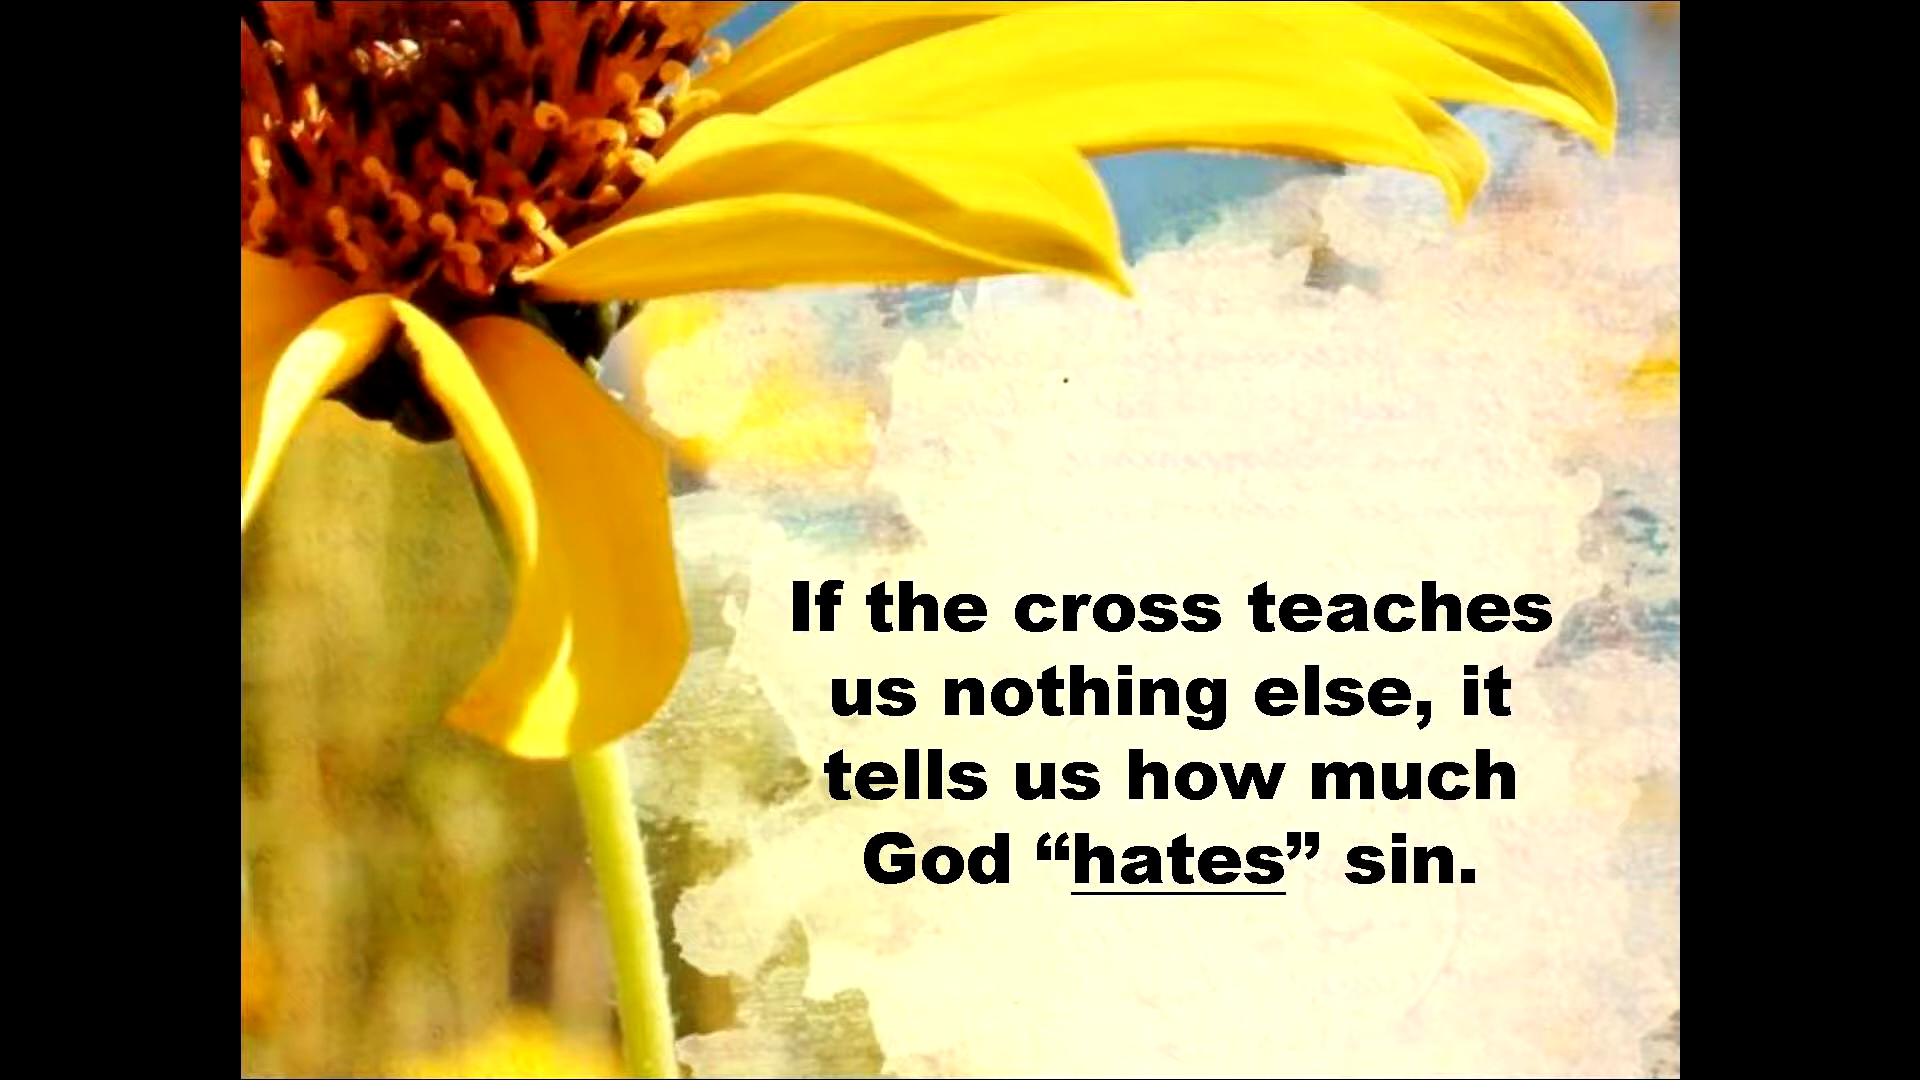 If the cross teaches
us nothing else, it
tells us how much
God “hates” sin.